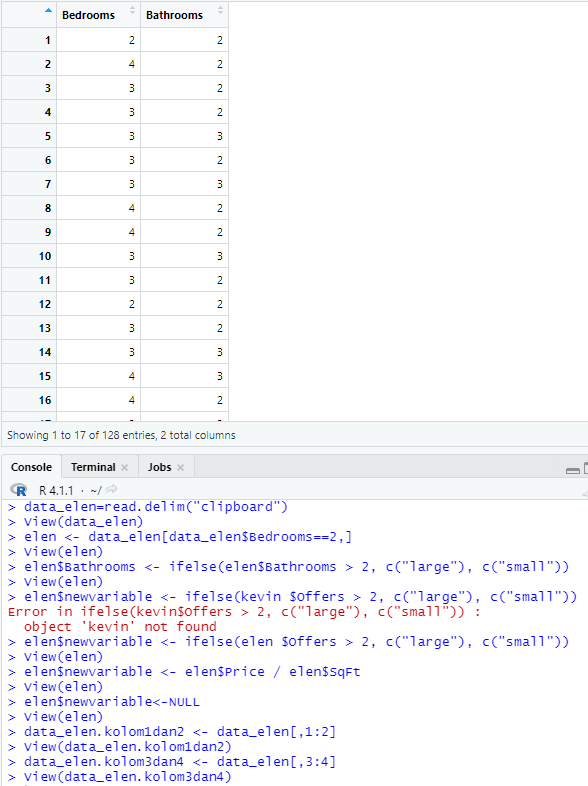 Bedrooms Bathrooms
1 2 2
2 4 2
3 3 2
4 3 2
5 3 3
6 3 2
7 3 3
8 4 2
9 4 2
10 3 3
11 3 2
12 2 2
13 3 2
14 3 3
15 4 3
16 4 2
Showing 1 to 17 of 128 entries, 2 total columns
Console Terminal × Jobs ×
R R 4.1.1 · ~/
> data_elen=read.delim("clipboard")
> View(data_elen)
> elen <- data_elen[data_elen$Bedrooms==2,]
> View(elen)
> elen$Bathrooms <- ifelse(elen$Bathrooms > 2, c("large"), c("small"))
> View(elen)
> elen$newvariable <- ifelse(kevin $Offers > 2, c("large"), c("small"))
Error in ifelse(kevin$Offers > 2, c("large"), c("small")) :
object 'kevin' not found
> elen$newvariable <- ifelse(elen $Offers > 2, c("large"), c("small"))
> View(elen)
> elen$newvariable <- elen$Price / elen$SqFt
> View(elen)
> elen$newvariable<-NULL
> View(elen)
> data_elen.kolom1dan2 <- data_elen[,1:2]
> View(data_elen.kolom1dan2)
> data_elen.kolom3dan4 <- data_elen[,3:4]
> View(data_elen.kolom3dan4)